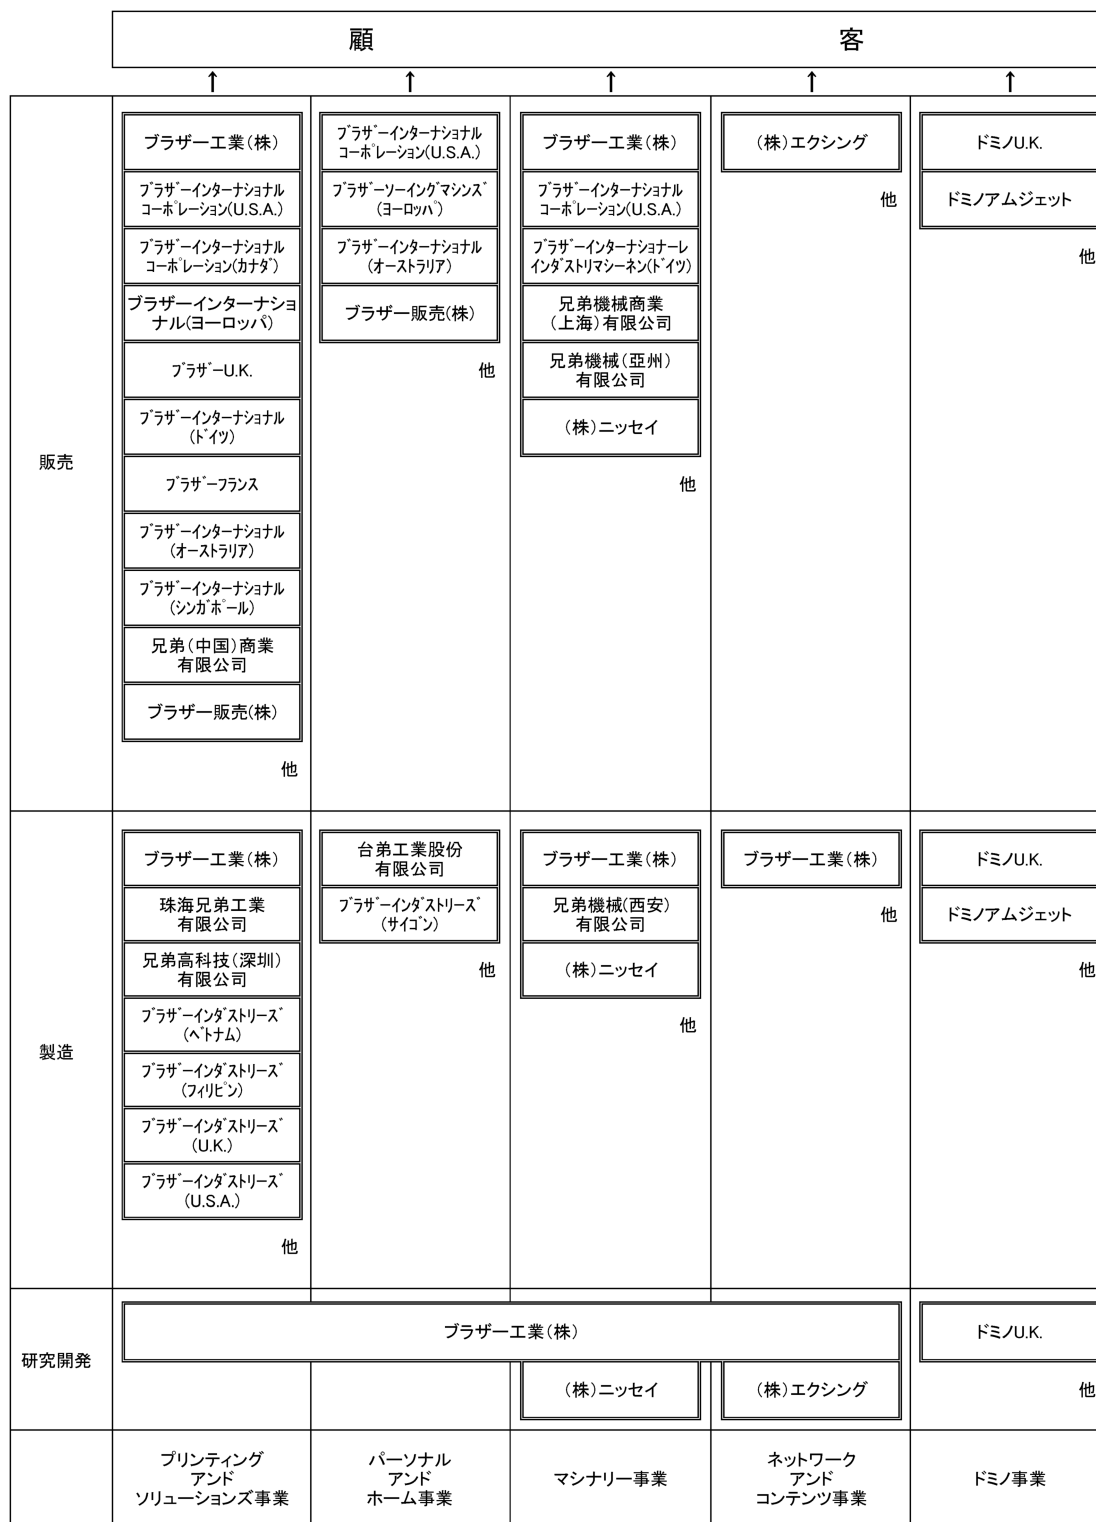 顧 客
↑ ↑ ↑ ↑ ↑
販売
ブラザー工業(株)
ﾌﾞﾗｻﾞｰｲﾝﾀｰﾅｼｮﾅﾙ
ｺｰﾎﾟﾚｰｼｮﾝ(U.S.A.)
ﾌﾞﾗｻﾞｰｲﾝﾀｰﾅｼｮﾅﾙ
ｺｰﾎﾟﾚｰｼｮﾝ(ｶﾅﾀﾞ)
ブラザーインターナショ
ナル(ヨーロッパ)
ﾌﾞﾗｻﾞｰU.K.
ﾌﾞﾗｻﾞｰｲﾝﾀｰﾅｼｮﾅﾙ
(ﾄﾞｲﾂ)
ﾌﾞﾗｻﾞｰﾌﾗﾝｽ
ﾌﾞﾗｻﾞｰｲﾝﾀｰﾅｼｮﾅﾙ
(ｵｰｽﾄﾗﾘｱ)
ﾌﾞﾗｻﾞｰｲﾝﾀｰﾅｼｮﾅﾙ
(ｼﾝｶﾞﾎﾟｰﾙ)
兄弟(中国)商業
有限公司
ブラザー販売(株)
他
ﾌﾞﾗｻﾞｰｲﾝﾀｰﾅｼｮﾅﾙ
ｺｰﾎﾟﾚｰｼｮﾝ(U.S.A.)
ﾌﾞﾗｻﾞｰｿｰｲﾝｸﾞﾏｼﾝｽﾞ
(ﾖｰﾛｯﾊﾟ)
ﾌﾞﾗｻﾞｰｲﾝﾀｰﾅｼｮﾅﾙ
(ｵｰｽﾄﾗﾘｱ)
ブラザー販売(株)
他
ブラザー工業(株)
ﾌﾞﾗｻﾞｰｲﾝﾀｰﾅｼｮﾅﾙ
ｺｰﾎﾟﾚｰｼｮﾝ(U.S.A.)
ﾌﾞﾗｻﾞｰｲﾝﾀｰﾅｼｮﾅｰﾚ
ｲﾝﾀﾞｽﾄﾘﾏｼｰﾈﾝ(ﾄﾞｲﾂ)
兄弟機械商業
(上海)有限公司
兄弟機械(亞州)
有限公司
(株)ニッセイ
他
(株)エクシング
他
ドミノU.K.
ドミノアムジェット
他
製造
ブラザー工業(株)
珠海兄弟工業
有限公司
兄弟高科技(深圳)
有限公司
ﾌﾞﾗｻﾞｰｲﾝﾀﾞｽﾄﾘｰｽﾞ
(ﾍﾞﾄﾅﾑ)
ﾌﾞﾗｻﾞｰｲﾝﾀﾞｽﾄﾘｰｽﾞ
(ﾌｨﾘﾋﾟﾝ)
ﾌﾞﾗｻﾞｰｲﾝﾀﾞｽﾄﾘｰｽﾞ
(U.K.)
ﾌﾞﾗｻﾞｰｲﾝﾀﾞｽﾄﾘｰｽﾞ
(U.S.A.)
他
台弟工業股份
有限公司
ﾌﾞﾗｻﾞｰｲﾝﾀﾞｽﾄﾘｰｽﾞ
(ｻｲｺﾞﾝ)
他
ブラザー工業(株)
兄弟機械(西安)
有限公司
(株)ニッセイ
他
ブラザー工業(株)
他
ドミノU.K.
ドミノアムジェット
他
研究開発
ブラザー工業(株)
(株)ニッセイ
(株)エクシング
ドミノU.K.
他
プリンティング
アンド
ソリューションズ事業
パーソナル
アンド
ホーム事業
マシナリー事業
ネットワーク
アンド
コンテンツ事業
ドミノ事業